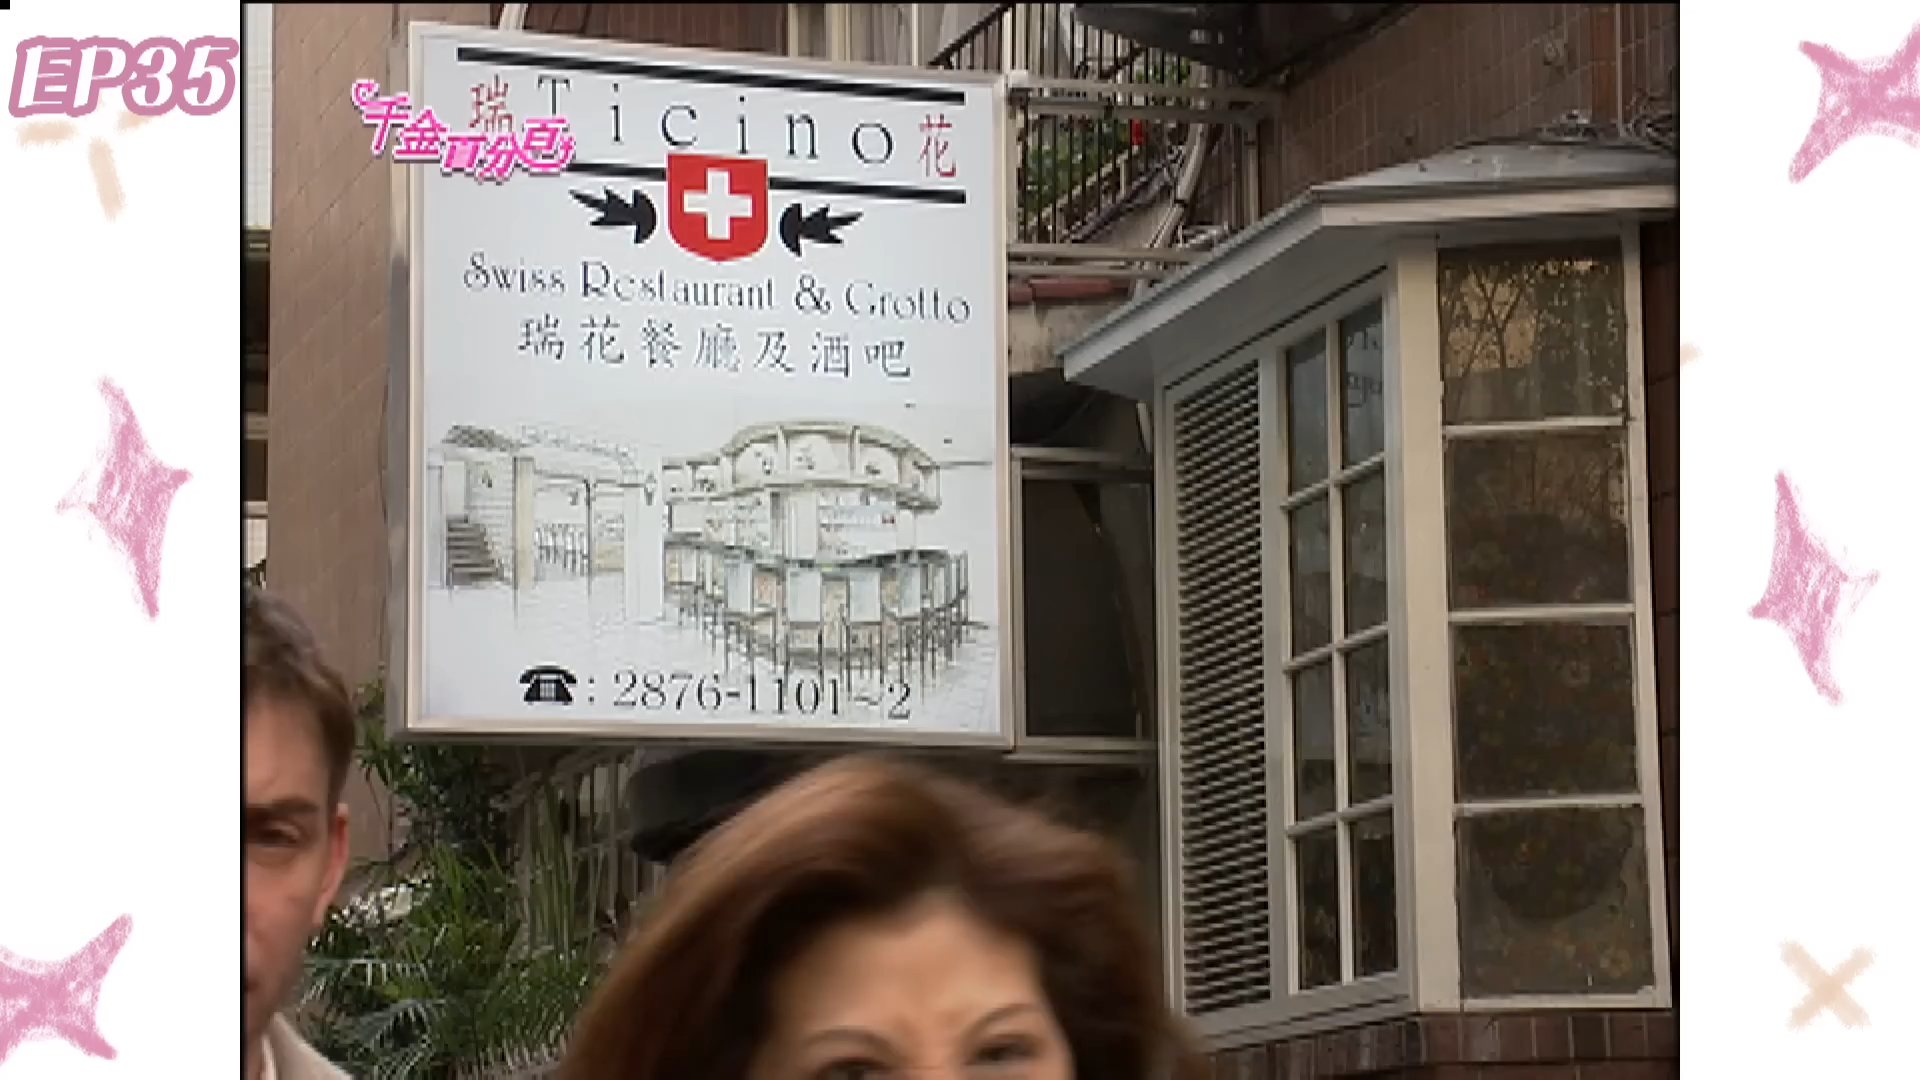 EP35
千金百分百
瑞 Ticino 花
Swiss Restaurant & Grotto
瑞花餐廳及酒吧
☎:2876-1101~2